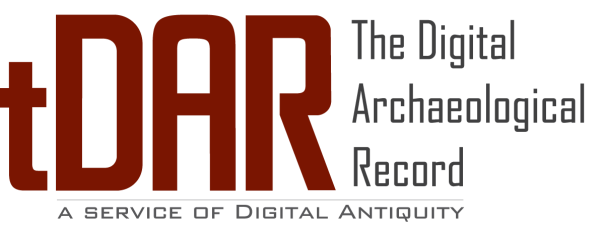 tDAR
The Digital
Archaeological
Record
A SERVICE OF DIGITAL ANTIQUITY